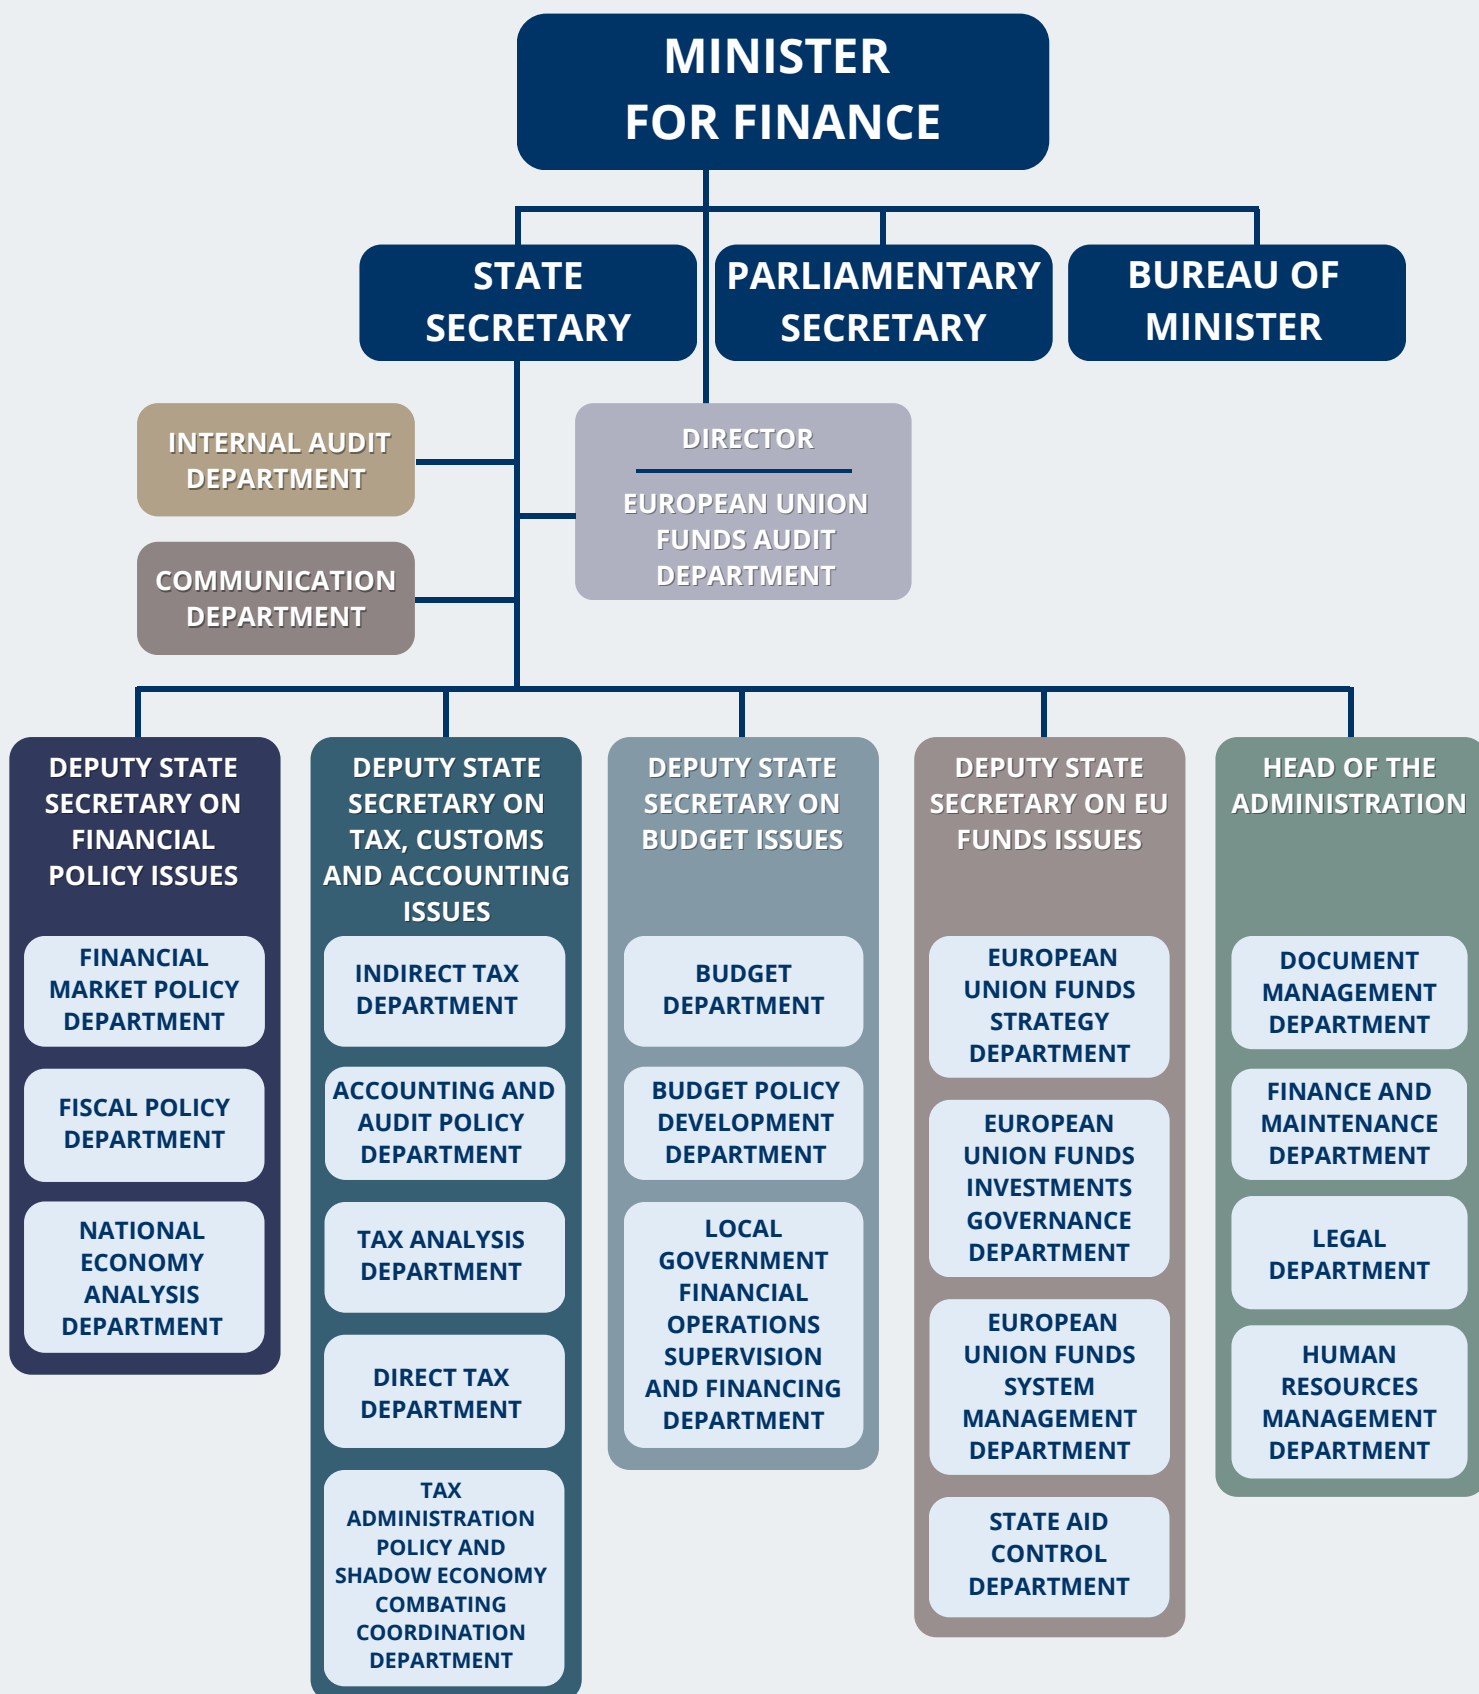 MINISTER
FOR FINANCE
STATE
SECRETARY
PARLIAMENTARY
SECRETARY
BUREAU OF
MINISTER
INTERNAL AUDIT
DEPARTMENT
DIRECTOR
EUROPEAN UNION
FUNDS AUDIT
DEPARTMENT
COMMUNICATION
DEPARTMENT
DEPUTY STATE
SECRETARY ON
FINANCIAL
POLICY ISSUES
FINANCIAL
MARKET POLICY
DEPARTMENT
FISCAL POLICY
DEPARTMENT
NATIONAL
ECONOMY
ANALYSIS
DEPARTMENT
DEPUTY STATE
SECRETARY ON
TAX, CUSTOMS
AND ACCOUNTING
ISSUES
INDIRECT TAX
DEPARTMENT
ACCOUNTING AND
AUDIT POLICY
DEPARTMENT
TAX ANALYSIS
DEPARTMENT
DIRECT TAX
DEPARTMENT
TAX
ADMINISTRATION
POLICY AND
SHADOW ECONOMY
COMBATING
COORDINATION
DEPARTMENT
DEPUTY STATE
SECRETARY ON
BUDGET ISSUES
BUDGET
DEPARTMENT
BUDGET POLICY
DEVELOPMENT
DEPARTMENT
LOCAL
GOVERNMENT
FINANCIAL
OPERATIONS
SUPERVISION
AND FINANCING
DEPARTMENT
DEPUTY STATE
SECRETARY ON EU
FUNDS ISSUES
EUROPEAN
UNION FUNDS
STRATEGY
DEPARTMENT
EUROPEAN
UNION FUNDS
INVESTMENTS
GOVERNANCE
DEPARTMENT
EUROPEAN
UNION FUNDS
SYSTEM
MANAGEMENT
DEPARTMENT
STATE AID
CONTROL
DEPARTMENT
HEAD OF THE
ADMINISTRATION
DOCUMENT
MANAGEMENT
DEPARTMENT
FINANCE AND
MAINTENANCE
DEPARTMENT
LEGAL
DEPARTMENT
HUMAN
RESOURCES
MANAGEMENT
DEPARTMENT